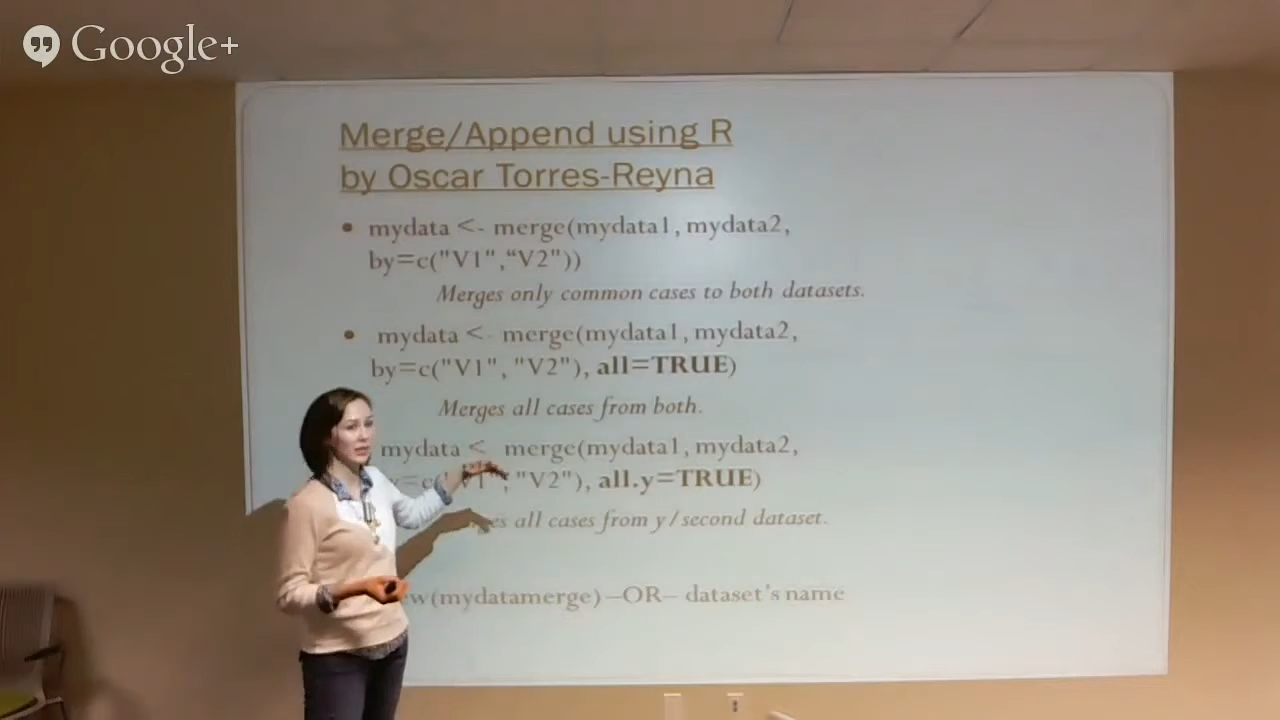 Google+
Merge/Append using R
by Oscar Torres-Reyna
• mydata <- merge(mydata1, mydata2,
by=c("V1",“V2"))
Merges only common cases to both datasets.
• mydata <- merge(mydata1, mydata2,
by=c("V1", "V2"), all=TRUE)
Merges all cases from both.
mydata < merge(mydata1, mydata2,
"V2"), all.y=TRUE)
all cases from y/second dataset.
(mydatamerge) –OR– dataset's name